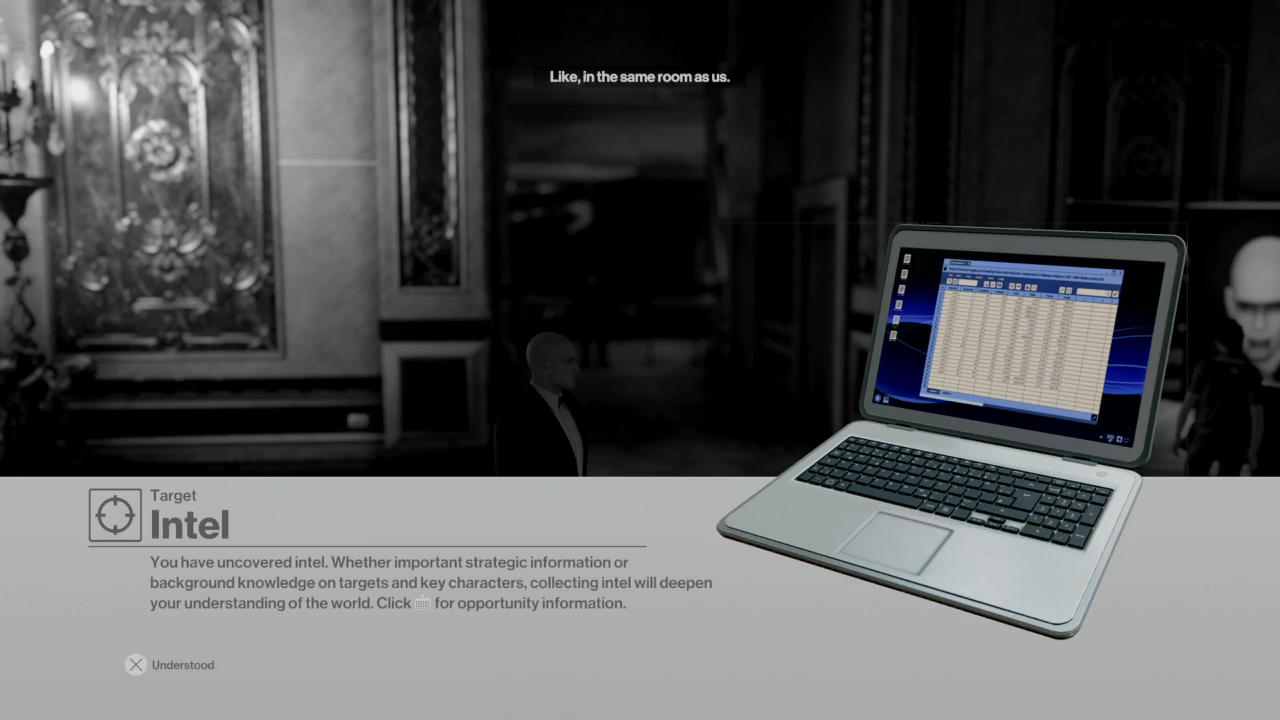 Like, in the same room as us.
Target
Intel
You have uncovered intel. Whether important strategic information or
background knowledge on targets and key characters, collecting intel will deepen
your understanding of the world. Click for opportunity information.
Understood